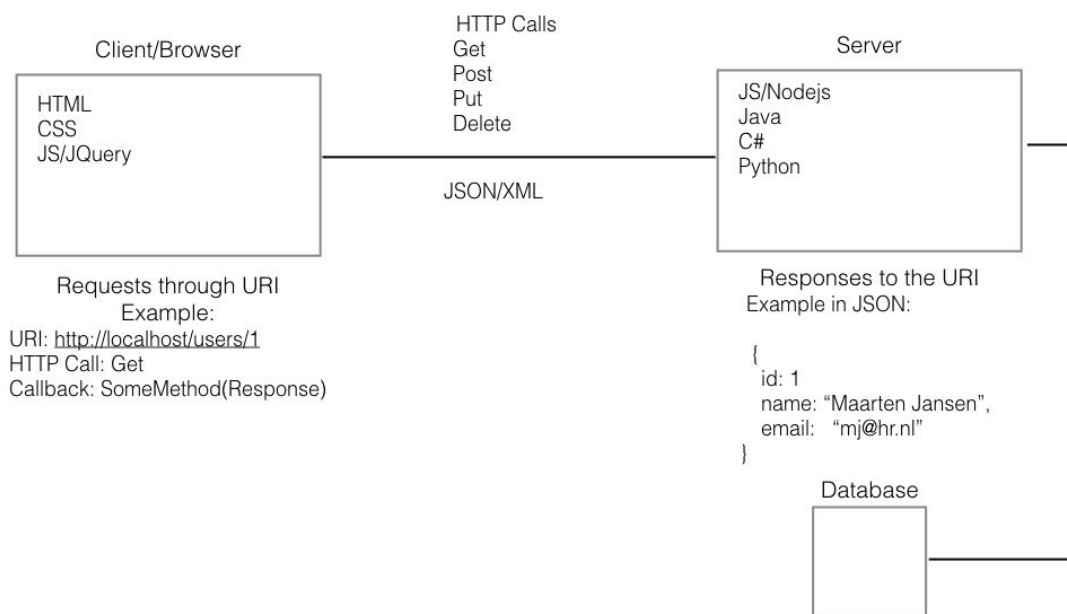 Client/Browser
HTML
CSS
JS/JQuery
Requests through URI
Example:
URI: http://localhost/users/1
HTTP Call: Get
Callback: SomeMethod(Response)
HTTP Calls
Get
Post
Put
Delete
JSON/XML
Server
JS/Nodejs
Java
C#
Python
Responses to the URI
Example in JSON:
{
id: 1
name: “Maarten Jansen”,
email: “mj@hr.nl”
}
Database